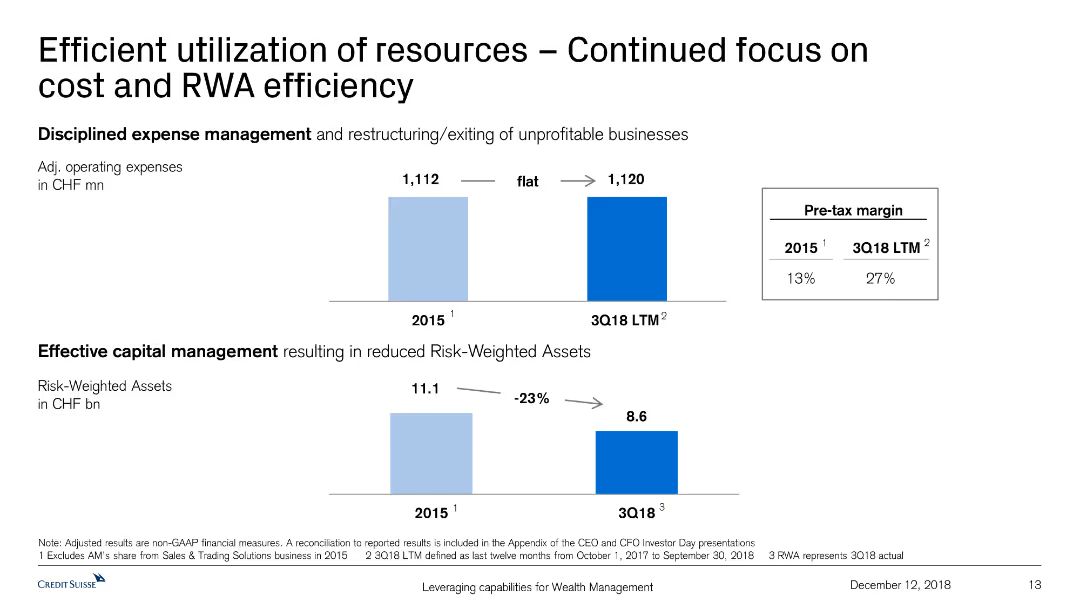 Efficient utilization of resources – Continued focus on
cost and RWA efficiency
Disciplined expense management and restructuring/exiting of unprofitable businesses
Adj. operating expenses
in CHF mn
1,112 flat 1,120
2015 1 3Q18 LTM 2
Pre-tax margin
2015 1 3Q18 LTM 2
13% 27%
Effective capital management resulting in reduced Risk-Weighted Assets
Risk-Weighted Assets
in CHF bn
11.1 -23% 8.6
2015 1 3Q18 3
Note: Adjusted results are non-GAAP financial measures. A reconciliation to reported results is included in the Appendix of the CEO and CFO Investor Day presentations
1 Excludes AM's share from Sales & Trading Solutions business in 2015 2 3Q18 LTM defined as last twelve months from October 1, 2017 to September 30, 2018 3 RWA represents 3Q18 actual
CREDIT SUISSE Leveraging capabilities for Wealth Management December 12, 2018 13